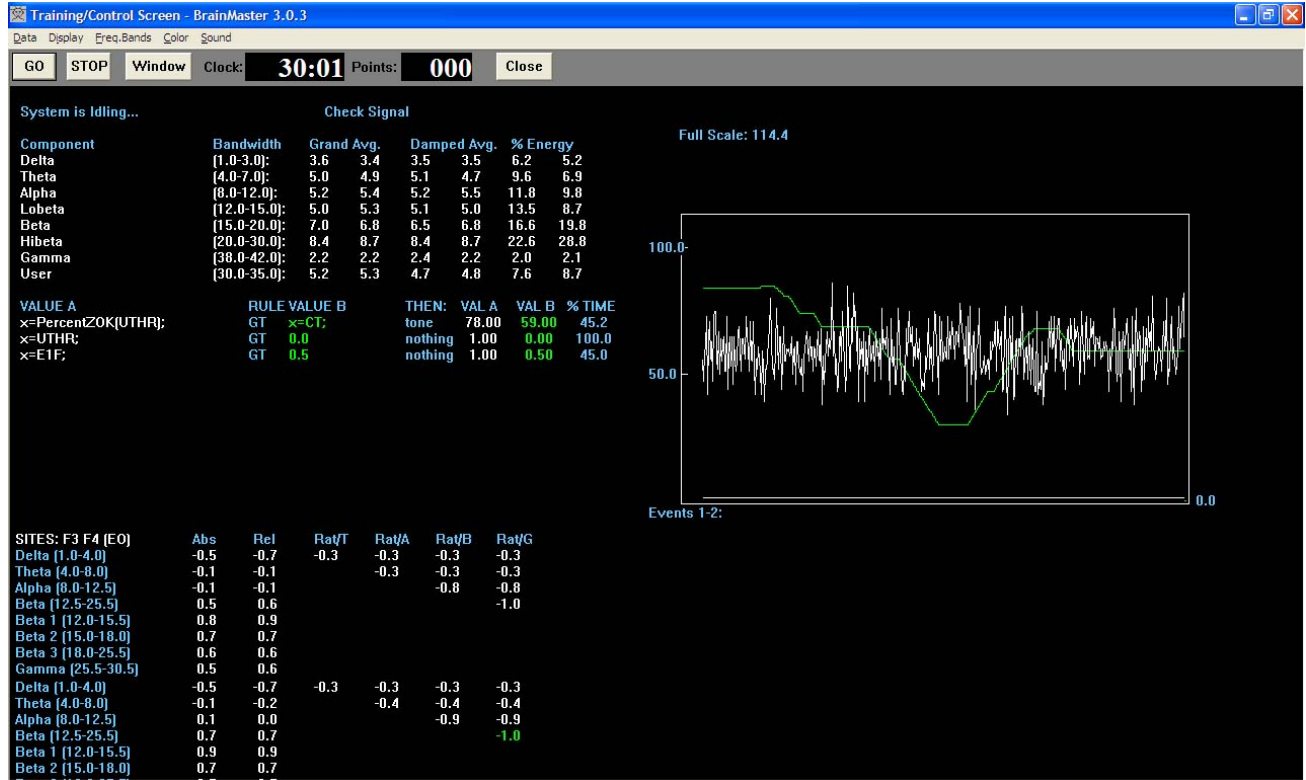 Training/Control Screen - BrainMaster 3.0.3
Data Display Freq.Bands Color Sound
GO STOP Window Clock: 30:01 Points: 000 Close
System is Idling... Check Signal
Full Scale: 114.4
Component Bandwidth Grand Avg. Damped Avg. % Energy
Delta (1.0-3.0): 3.6 3.4 3.5 3.5 6.2 5.2
Theta (4.0-7.0): 5.0 4.9 5.1 4.7 9.6 6.9
Alpha (8.0-12.0): 5.2 5.4 5.2 5.5 11.8 9.8
Lobeta (12.0-15.0): 5.0 5.3 5.1 5.0 13.5 8.7
Beta (15.0-20.0): 7.0 6.8 6.5 6.8 16.6 19.8
Hibeta (20.0-30.0): 8.4 8.7 8.4 8.7 22.6 28.8
Gamma (38.0-42.0): 2.2 2.2 2.4 2.2 2.0 2.1
User (30.0-35.0): 5.2 5.3 4.7 4.8 7.6 8.7
VALUE A RULE VALUE B THEN: VAL A VAL B % TIME
x=PercentZOK(UTHR); GT x=CT; tone 78.00 59.00 45.2
x=UTHR; GT 0.0 nothing 1.00 0.00 100.0
x=E1F; GT 0.5 nothing 1.00 0.50 45.0
100.0-
50.0-
0.0
Events 1-2:
SITES: F3 F4 (EO) Abs Rel Rat/T Rat/A Rat/B Rat/G
Delta (1.0-4.0) -0.5 -0.7 -0.3 -0.3 -0.3 -0.3
Theta (4.0-8.0) -0.1 -0.1 -0.3 -0.3 -0.3
Alpha (8.0-12.5) -0.1 -0.1 -0.8 -0.8
Beta (12.5-25.5) 0.5 0.6 -1.0
Beta 1 (12.0-15.5) 0.8 0.9
Beta 2 (15.0-18.0) 0.7 0.7
Beta 3 (18.0-25.5) 0.6 0.6
Gamma (25.5-30.5) 0.5 0.6
Delta (1.0-4.0) -0.5 -0.7 -0.3 -0.3 -0.3 -0.3
Theta (4.0-8.0) -0.1 -0.2 -0.4 -0.4 -0.4
Alpha (8.0-12.5) 0.1 0.0 -0.9 -0.9
Beta (12.5-25.5) 0.7 0.7 -1.0
Beta 1 (12.0-15.5) 0.9 0.9
Beta 2 (15.0-18.0) 0.7 0.7